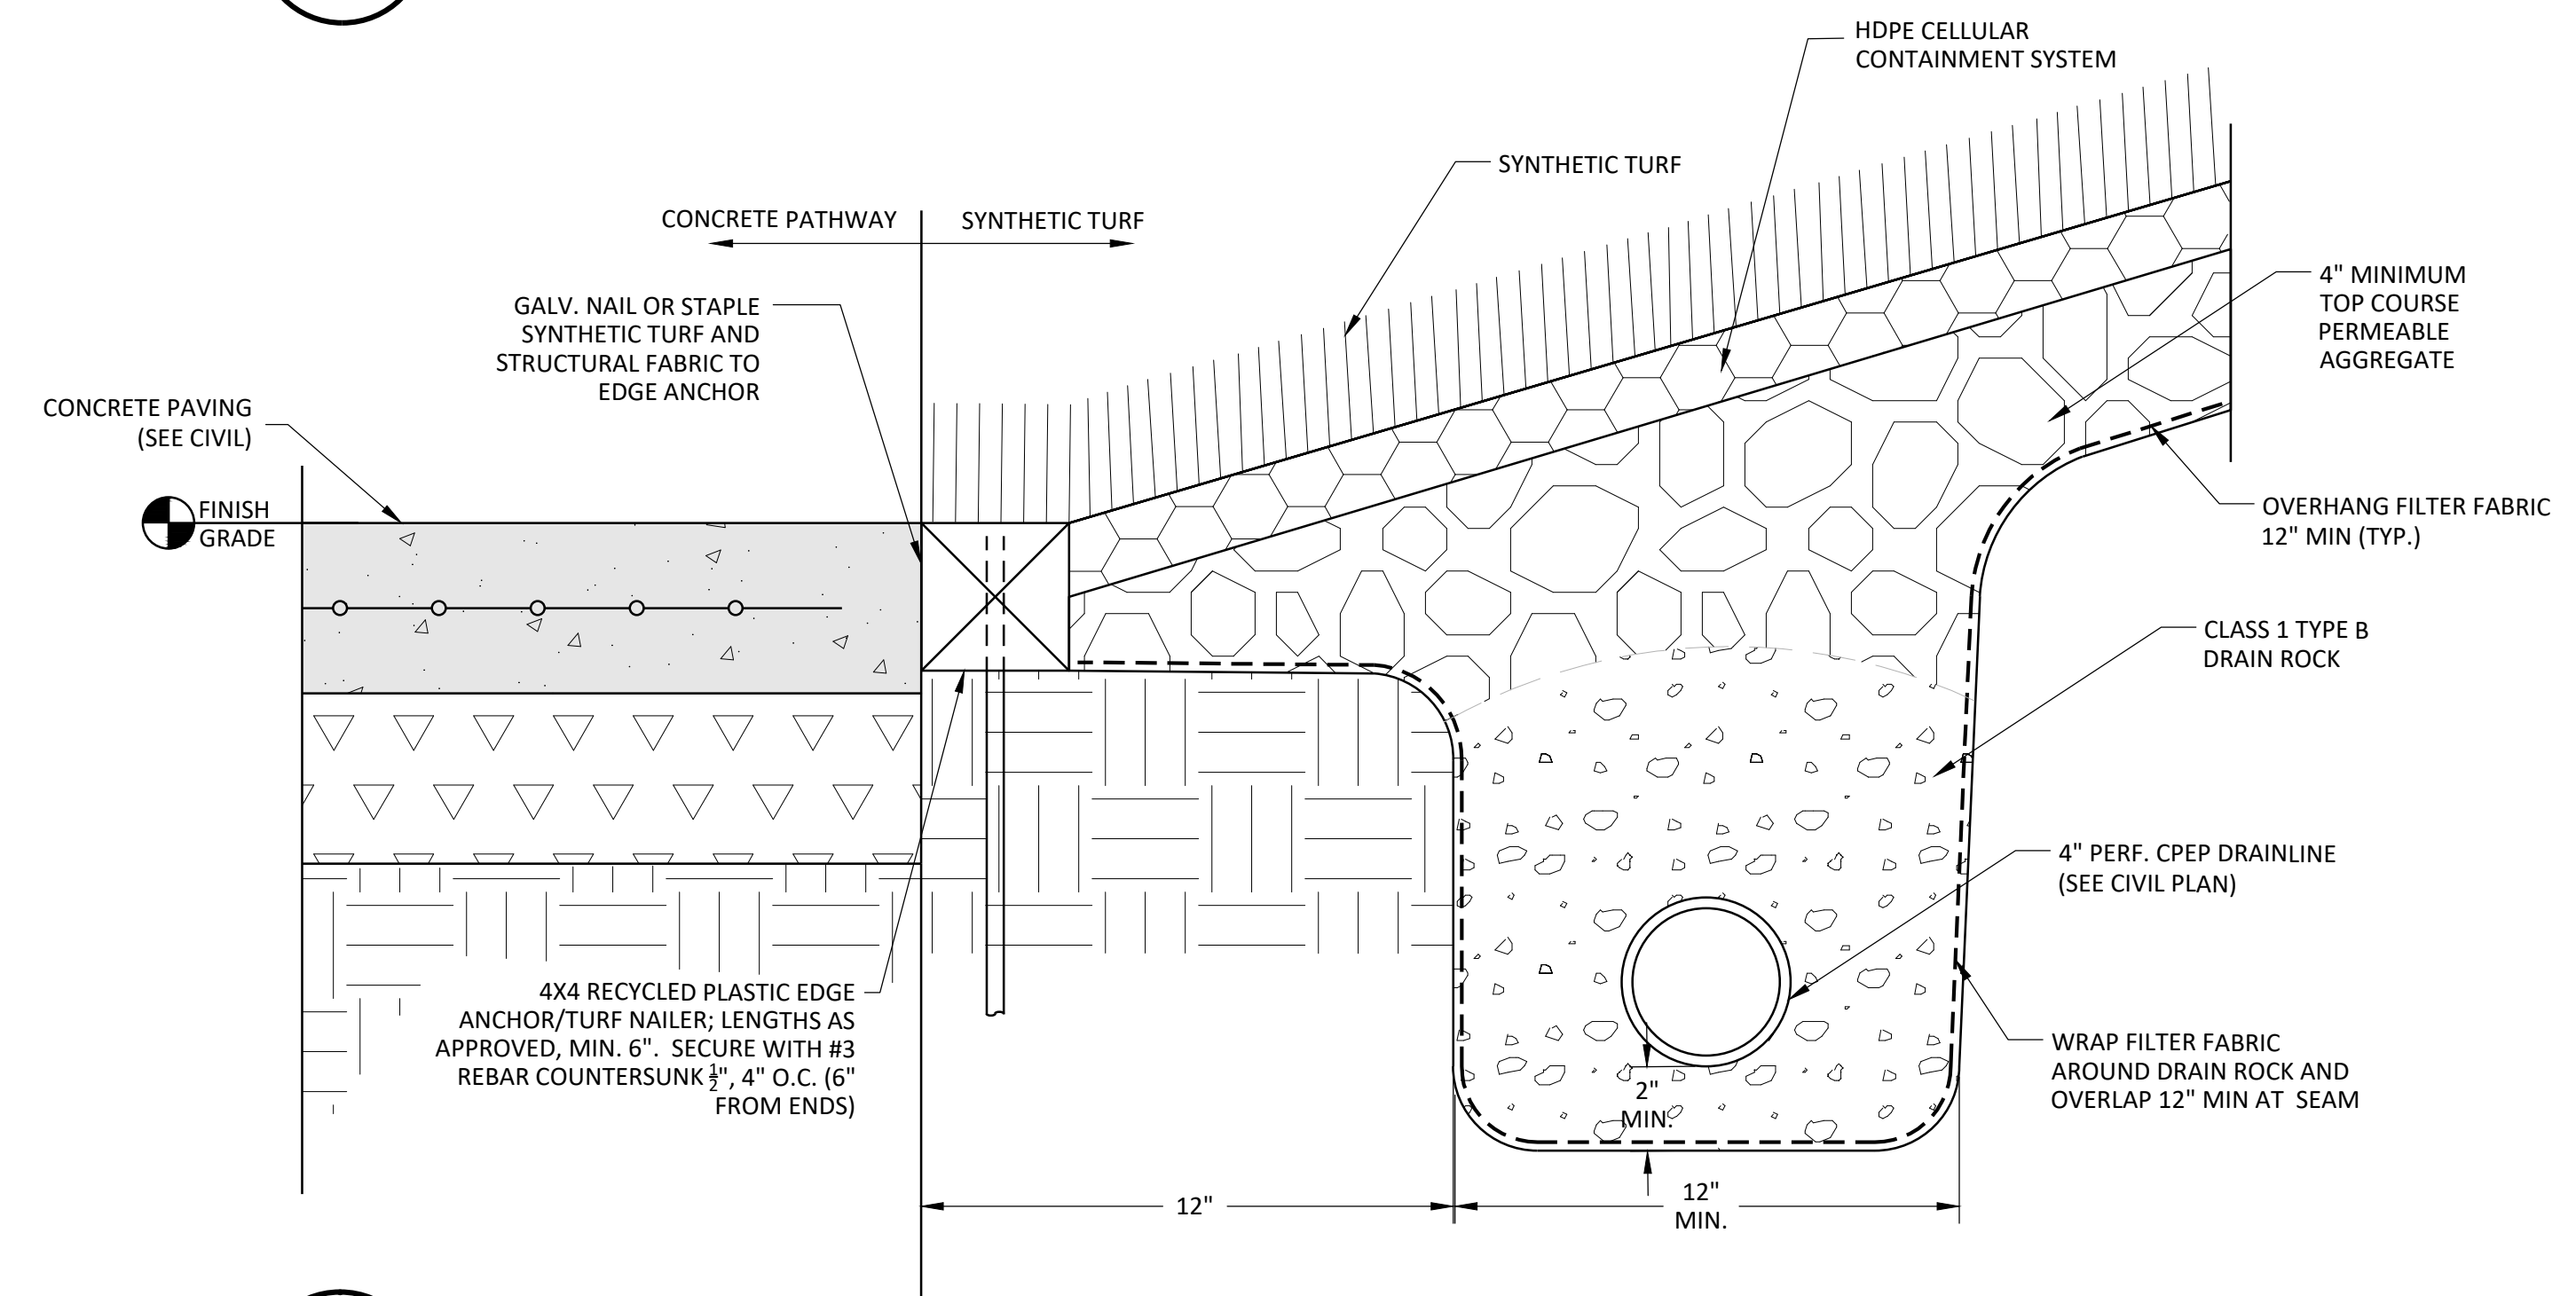 HDPE CELLULAR
CONTAINMENT SYSTEM
SYNTHETIC TURF
CONCRETE PATHWAY
SYNTHETIC TURF
GALV. NAIL OR STAPLE
SYNTHETIC TURF AND
STRUCTURAL FABRIC TO
EDGE ANCHOR
4" MINIMUM
TOP COURSE
PERMEABLE
AGGREGATE
CONCRETE PAVING
(SEE CIVIL)
FINISH
GRADE
OVERHANG FILTER FABRIC
12" MIN (TYP.)
CLASS 1 TYPE B
DRAIN ROCK
4" PERF. CPEP DRAINLINE
(SEE CIVIL PLAN)
4X4 RECYCLED PLASTIC EDGE
ANCHOR/TURF NAILER; LENGTHS AS
APPROVED, MIN. 6". SECURE WITH #3
REBAR COUNTERSUNK ½", 4" O.C. (6"
FROM ENDS)
WRAP FILTER FABRIC
AROUND DRAIN ROCK AND
OVERLAP 12" MIN AT SEAM
2"
MIN.
12"
12"
MIN.